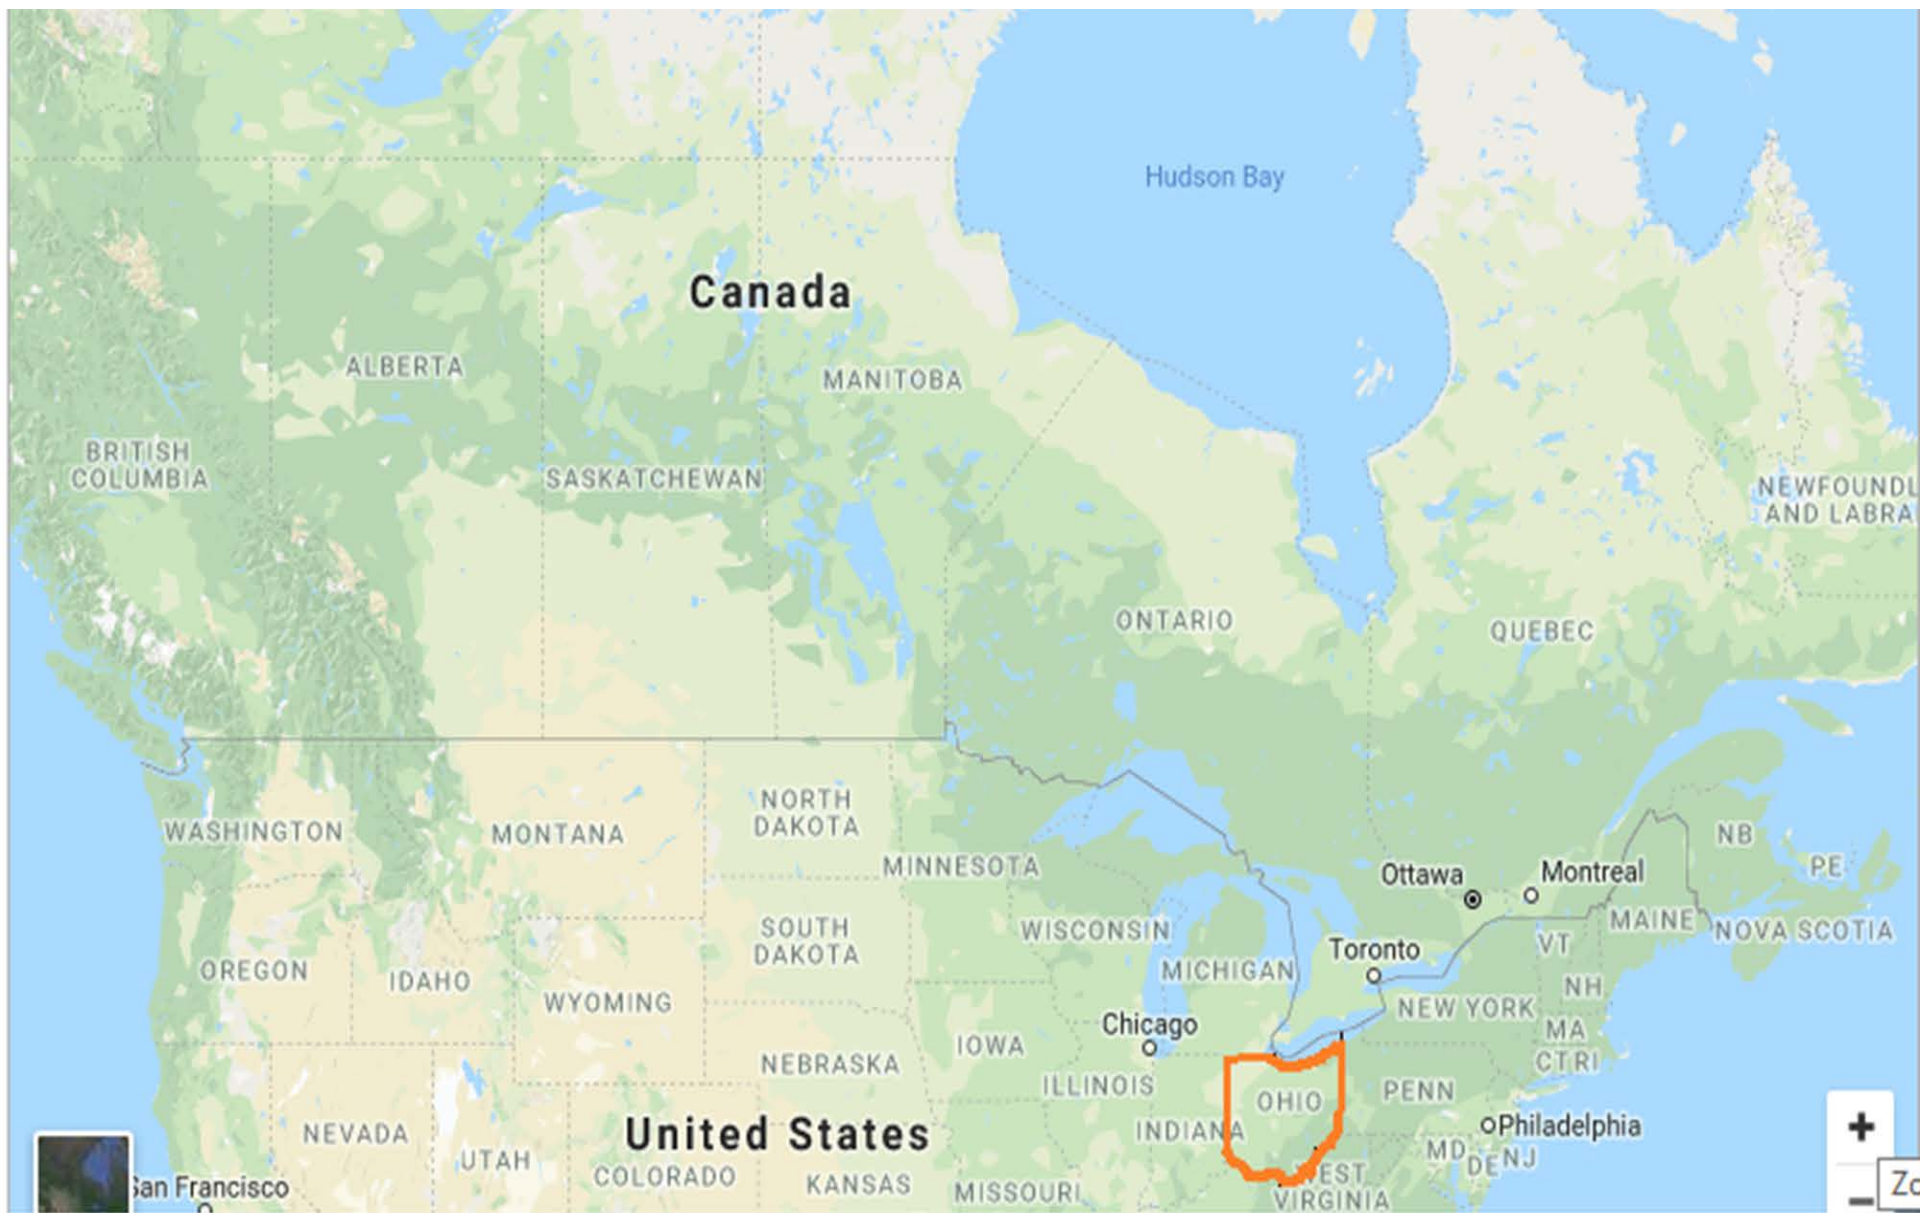 Hudson Bay
Canada
ALBERTA
MANITOBA
BRITISH
COLUMBIA
SASKATCHEWAN
NEWFOUNDL
AND LABRA
ONTARIO
QUEBEC
NORTH
DAKOTA
WASHINGTON
MONTANA
MINNESOTA
Ottawa
Montreal
NB
PE
MAINE
NOVA SCOTIA
SOUTH
DAKOTA
WISCONSIN
VT
Toronto
OREGON
IDAHO
MICHIGAN
NH
WYOMING
NEW YORK
Chicago
MA
IOWA
CT RI
NEBRASKA
ILLINOIS
OHIO
PENN
United States
NEVADA
INDIANA
Philadelphia
UTAH
MD
DE
NJ
COLORADO
KANSAS
San Francisco
MISSOURI
WEST
VIRGINIA
+
−
Zo